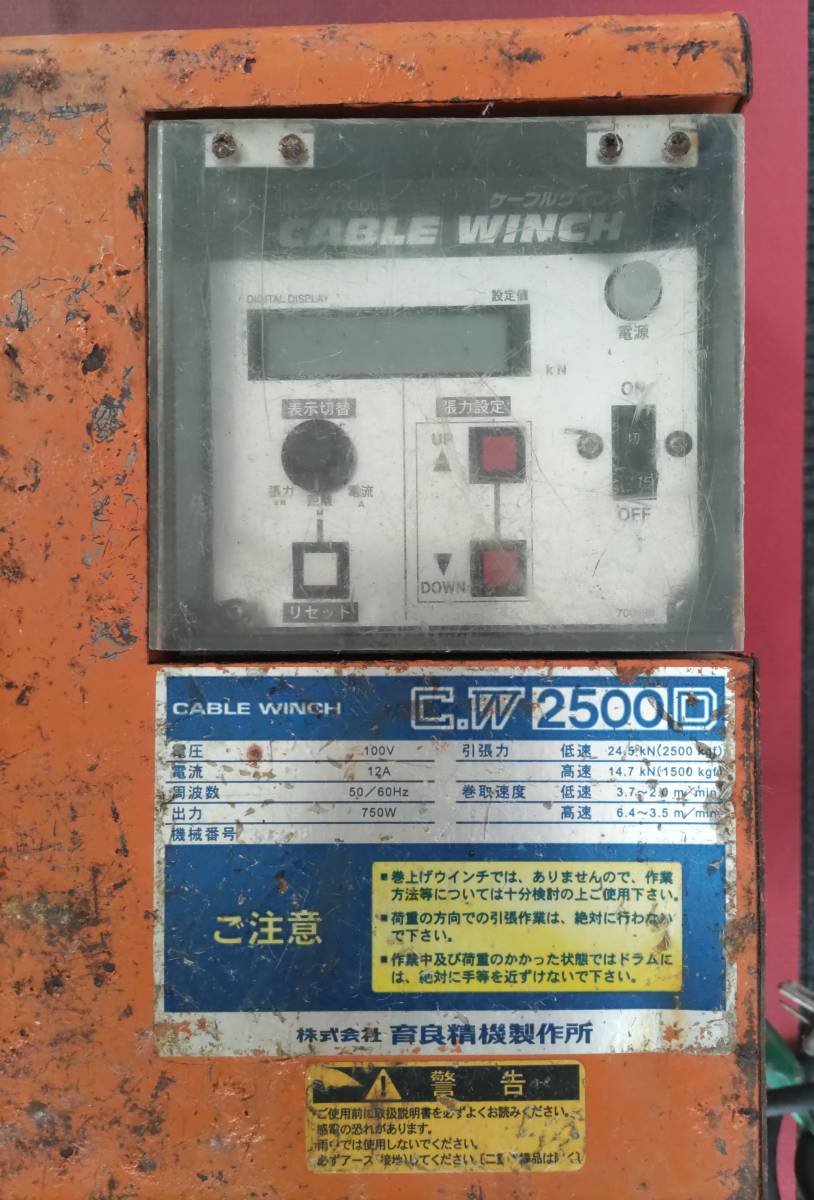 ケーブルウインチ
CABLE WINCH
DIGITAL DISPLAY 設定値
kN
電源
表示切替 張力設定
ON
UP
切
張力 距離 電流
kN M A
OFF
DOWN
リセット
CABLE WINCH C.W 2500D
電圧 100V 引張力 低速 24.5 kN(2500 kgf)
電流 12A 高速 14.7 kN(1500 kgf)
周波数 50/60Hz 巻取速度 低速 3.7～2.0 m/min
出力 750W 高速 6.4～3.5 m/min
機械番号
ご注意
■巻上げウインチでは、ありませんので、作業
方法等については十分検討の上ご使用下さい。
■荷重の方向での引張作業は、絶対に行わない
で下さい。
■作業中及び荷重のかかった状態ではドラムに
は、絶対に手等を近ずけないで下さい。
株式会社 育良精機製作所
警告
ご使用前に取扱説明書を必ずよくお読みください。
感電の恐れがあります。
雨中では使用しないでください。
必ずアース(接地)してください。